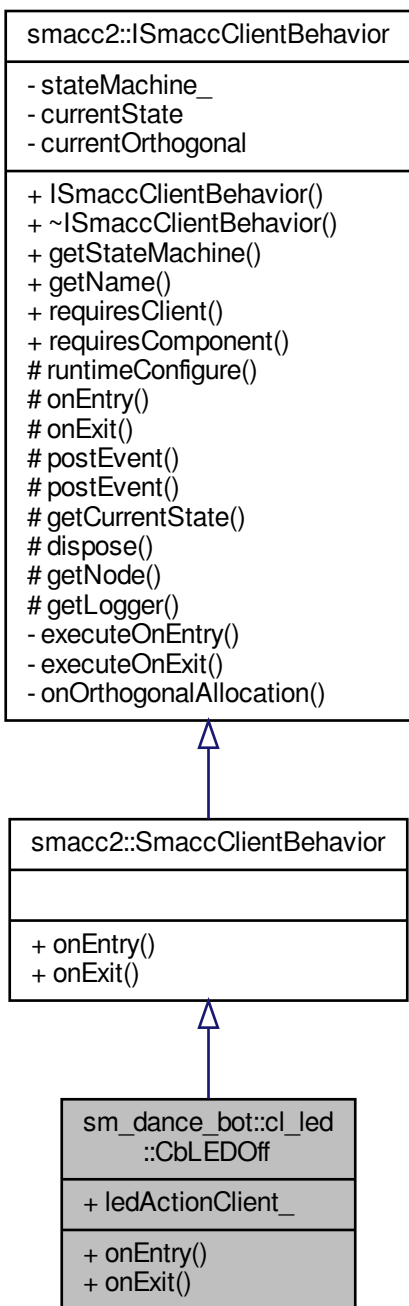 smacc2::ISmaccClientBehavior
- stateMachine_
- currentState
- currentOrthogonal
+ ISmaccClientBehavior()
+ ~ISmaccClientBehavior()
+ getStateMachine()
+ getName()
+ requiresClient()
+ requiresComponent()
# runtimeConfigure()
# onEntry()
# onExit()
# postEvent()
# postEvent()
# getCurrentState()
# dispose()
# getNode()
# getLogger()
- executeOnEntry()
- executeOnExit()
- onOrthogonalAllocation()
smacc2::SmaccClientBehavior
+ onEntry()
+ onExit()
sm_dance_bot::cl_led
::CbLEDOff
+ ledActionClient_
+ onEntry()
+ onExit()